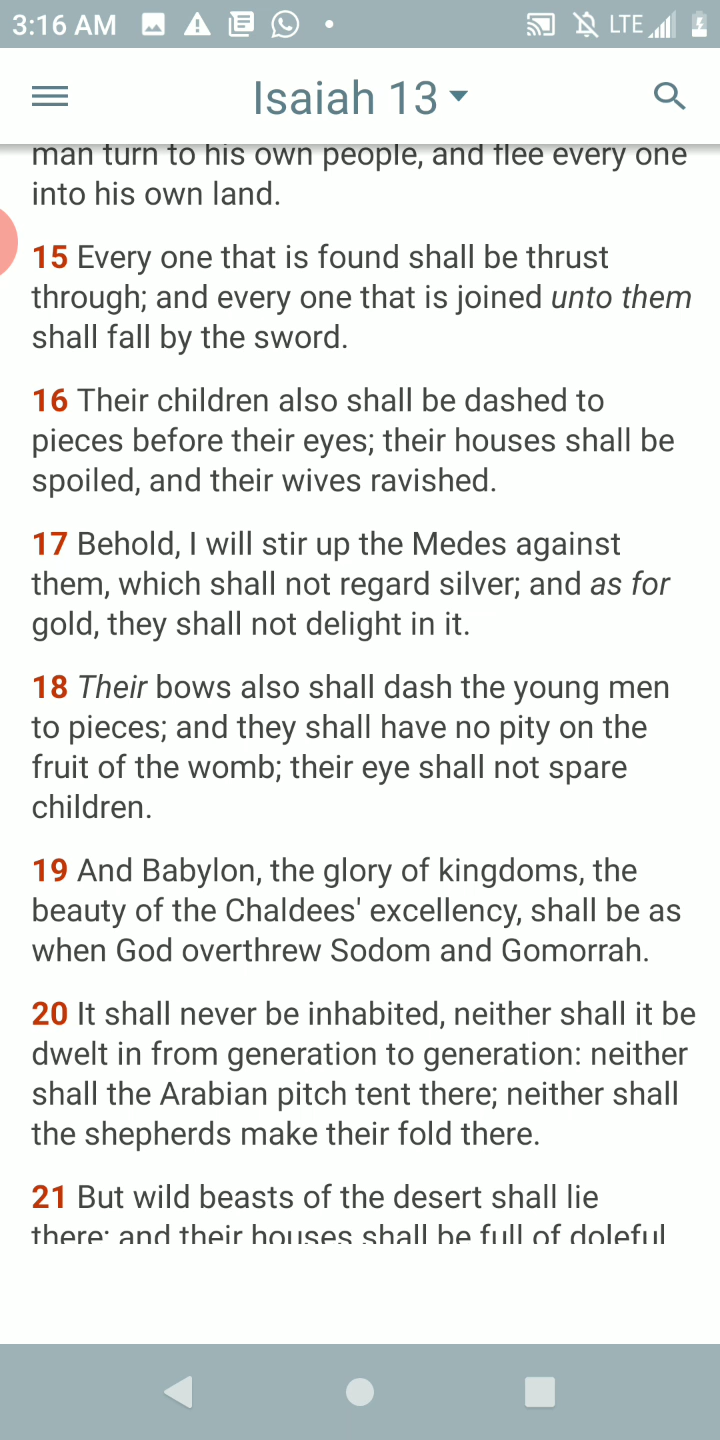 3:16 AM
LTE
Isaiah 13
man turn to his own people, and flee every one
into his own land.
15 Every one that is found shall be thrust
through; and every one that is joined unto them
shall fall by the sword.
16 Their children also shall be dashed to
pieces before their eyes; their houses shall be
spoiled, and their wives ravished.
17 Behold, I will stir up the Medes against
them, which shall not regard silver; and as for
gold, they shall not delight in it.
18 Their bows also shall dash the young men
to pieces; and they shall have no pity on the
fruit of the womb; their eye shall not spare
children.
19 And Babylon, the glory of kingdoms, the
beauty of the Chaldees' excellency, shall be as
when God overthrew Sodom and Gomorrah.
20 It shall never be inhabited, neither shall it be
dwelt in from generation to generation: neither
shall the Arabian pitch tent there; neither shall
the shepherds make their fold there.
21 But wild beasts of the desert shall lie
there; and their houses shall be full of doleful